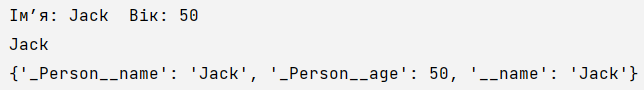 Ім’я: Jack  Вік: 50
Jack
{'_Person__name': 'Jack', '_Person__age': 50, '__name': 'Jack'}